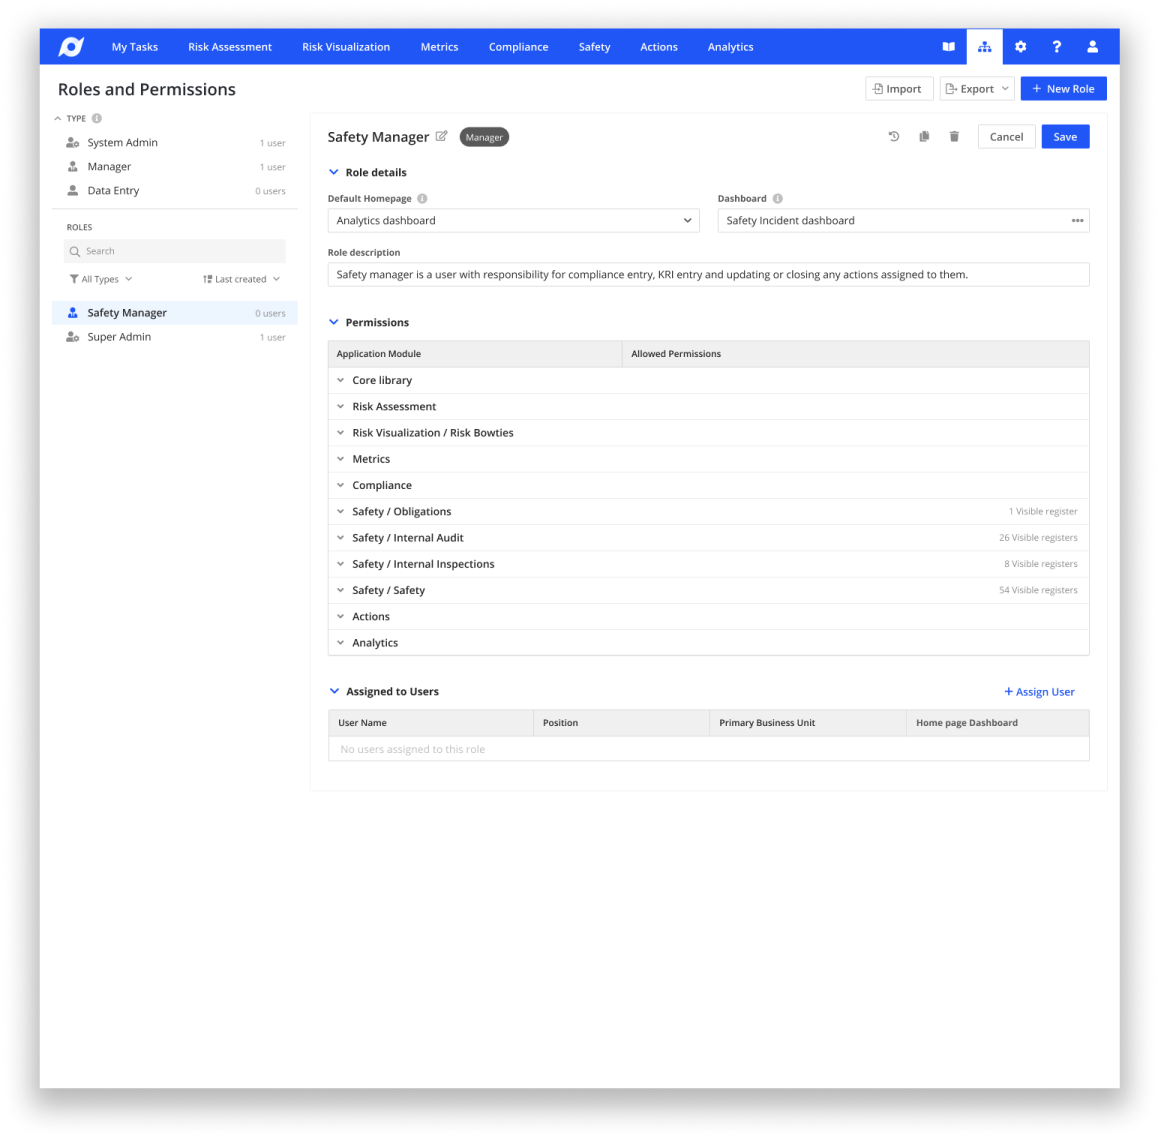 My Tasks Risk Assessment Risk Visualization Metrics Compliance Safety Actions Analytics
Roles and Permissions
Import Export + New Role
TYPE
System Admin 1 user
Manager 1 user
Data Entry 0 users
ROLES
Search
All Types Last created
Safety Manager 0 users
Super Admin 1 user
Safety Manager Manager Cancel Save
Role details
Default Homepage Dashboard
Analytics dashboard Safety Incident dashboard
Role description
Safety manager is a user with responsibility for compliance entry, KRI entry and updating or closing any actions assigned to them.
Permissions
Application Module Allowed Permissions
Core library
Risk Assessment
Risk Visualization / Risk Bowties
Metrics
Compliance
Safety / Obligations 1 Visible register
Safety / Internal Audit 26 Visible registers
Safety / Internal Inspections 8 Visible registers
Safety / Safety 54 Visible registers
Actions
Analytics
Assigned to Users + Assign User
User Name Position Primary Business Unit Home page Dashboard
No users assigned to this role